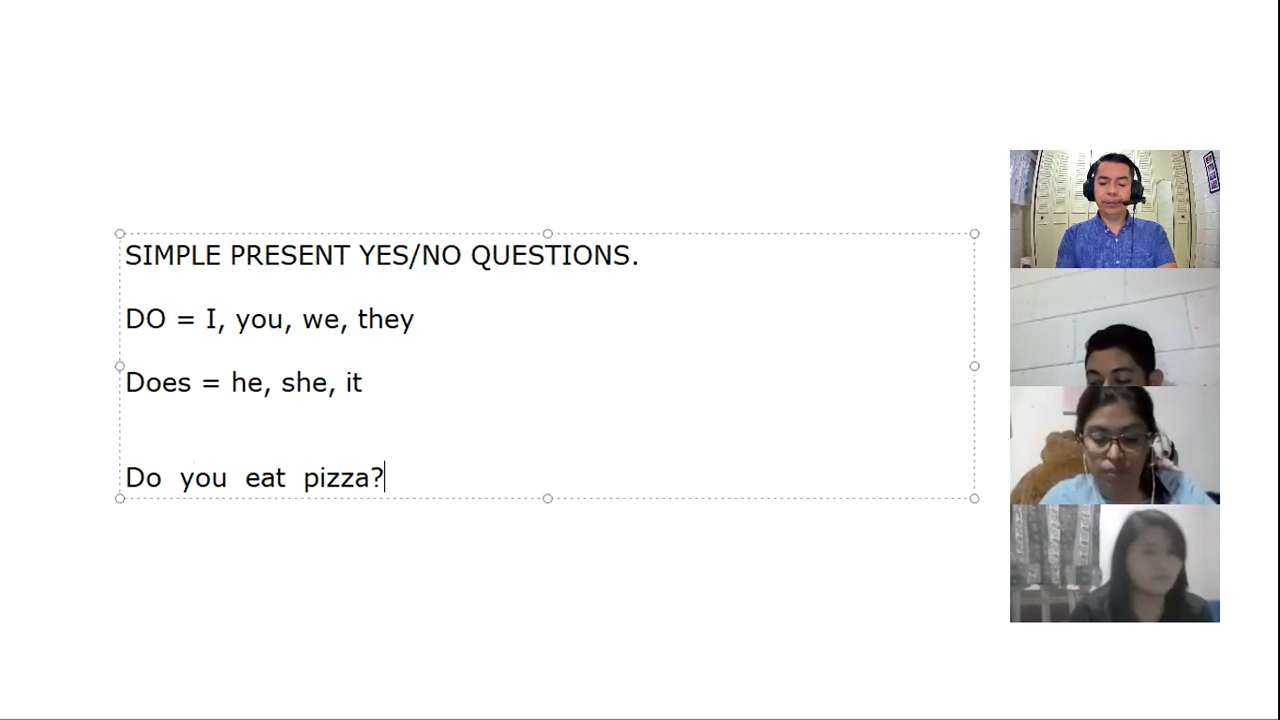 SIMPLE PRESENT YES/NO QUESTIONS.
DO = I, you, we, they
Does = he, she, it
Do you eat pizza?